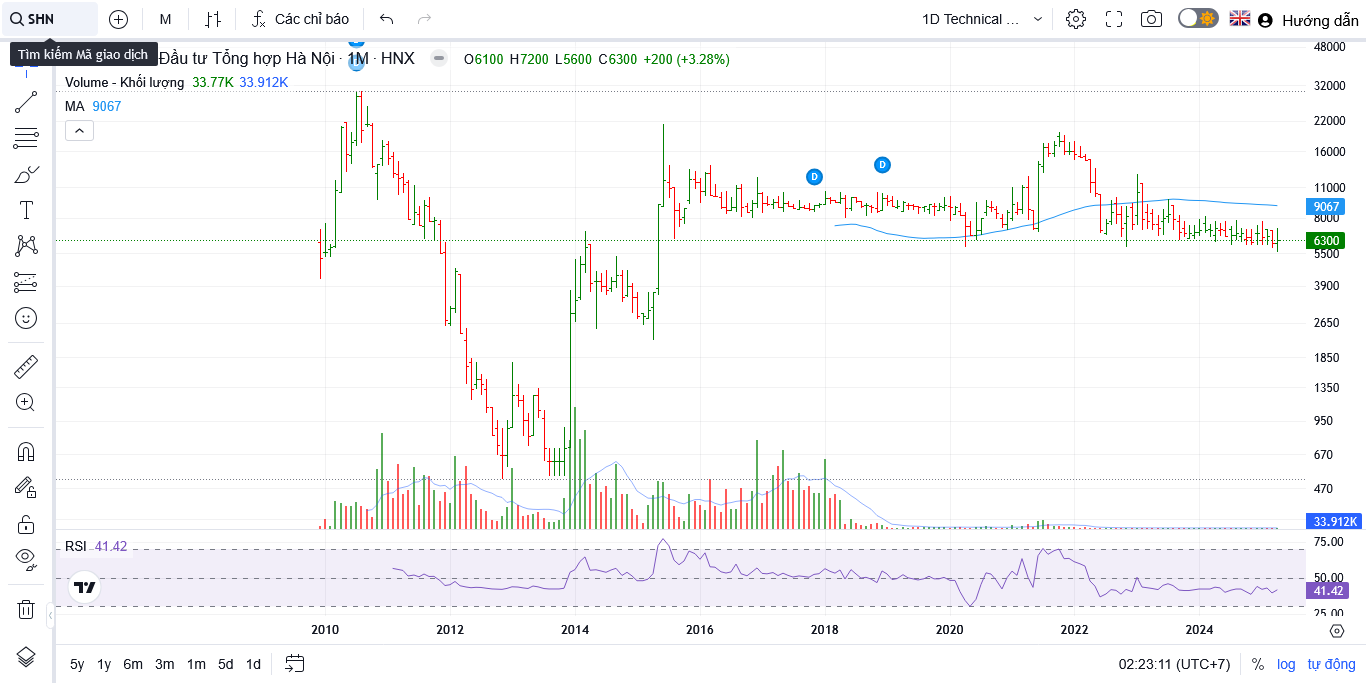 SHN
M
Các chỉ báo
1D Technical ...
Hướng dẫn
Tìm kiếm Mã giao dịch
Đầu tư Tổng hợp Hà Nội · 1M · HNX
O6100 H7200 L5600 C6300 +200 (+3.28%)
Volume - Khối lượng 33.77K 33.912K
MA 9067
D
D
48000
32000
22000
16000
11000
9067
8000
6300
5500
3900
2650
1850
1350
950
670
470
33.912K
RSI 41.42
75.00
50.00
41.42
25.00
2010 2012 2014 2016 2018 2020 2022 2024
5y 1y 6m 3m 1m 5d 1d
02:23:11 (UTC+7) % log tự động